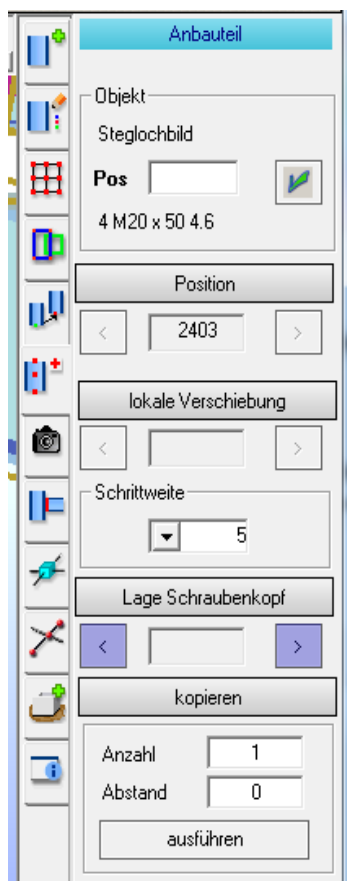 Anbauteil
Objekt
Steglochbild
Pos
4 M20 x 50 4.6
Position
< 2403 >
lokale Verschiebung
< >
Schrittweite
5
Lage Schraubenkopf
< >
kopieren
Anzahl 1
Abstand 0
ausführen